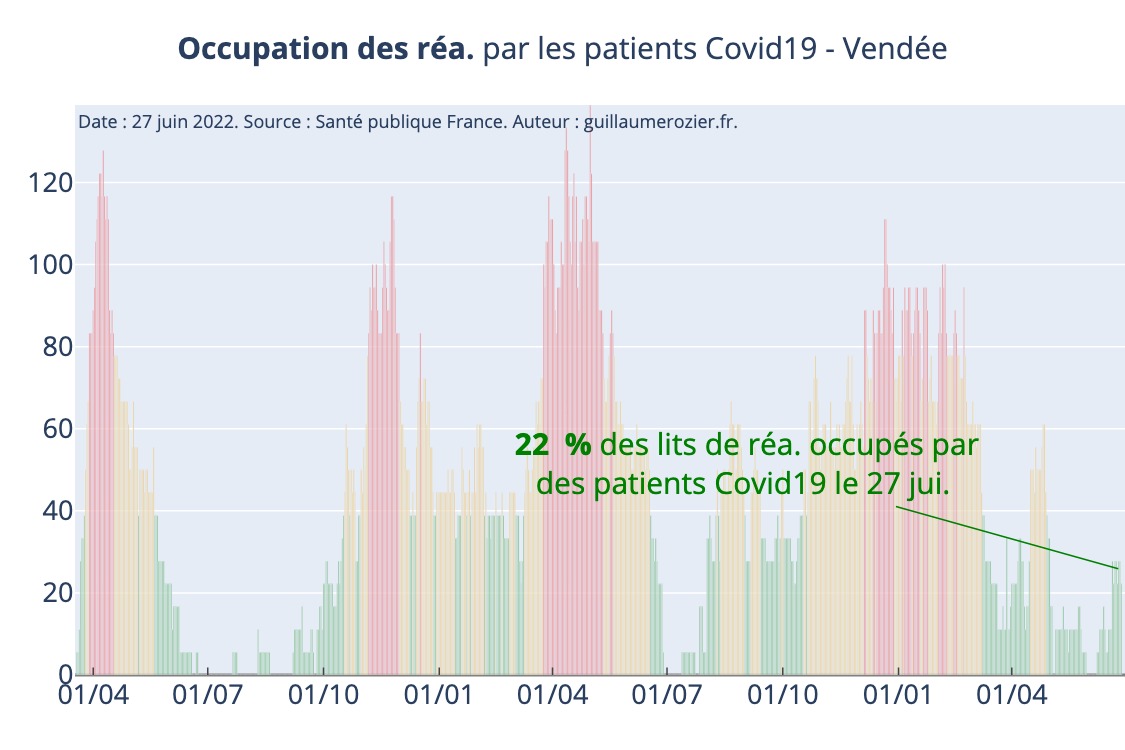 Occupation des réa. par les patients Covid19 - Vendée
Date : 27 juin 2022. Source : Santé publique France. Auteur : guillaumerozier.fr.
120
100
80
60
22 % des lits de réa. occupés par
des patients Covid19 le 27 jui.
40
20
0
01/04 01/07 01/10 01/01 01/04 01/07 01/10 01/01 01/04